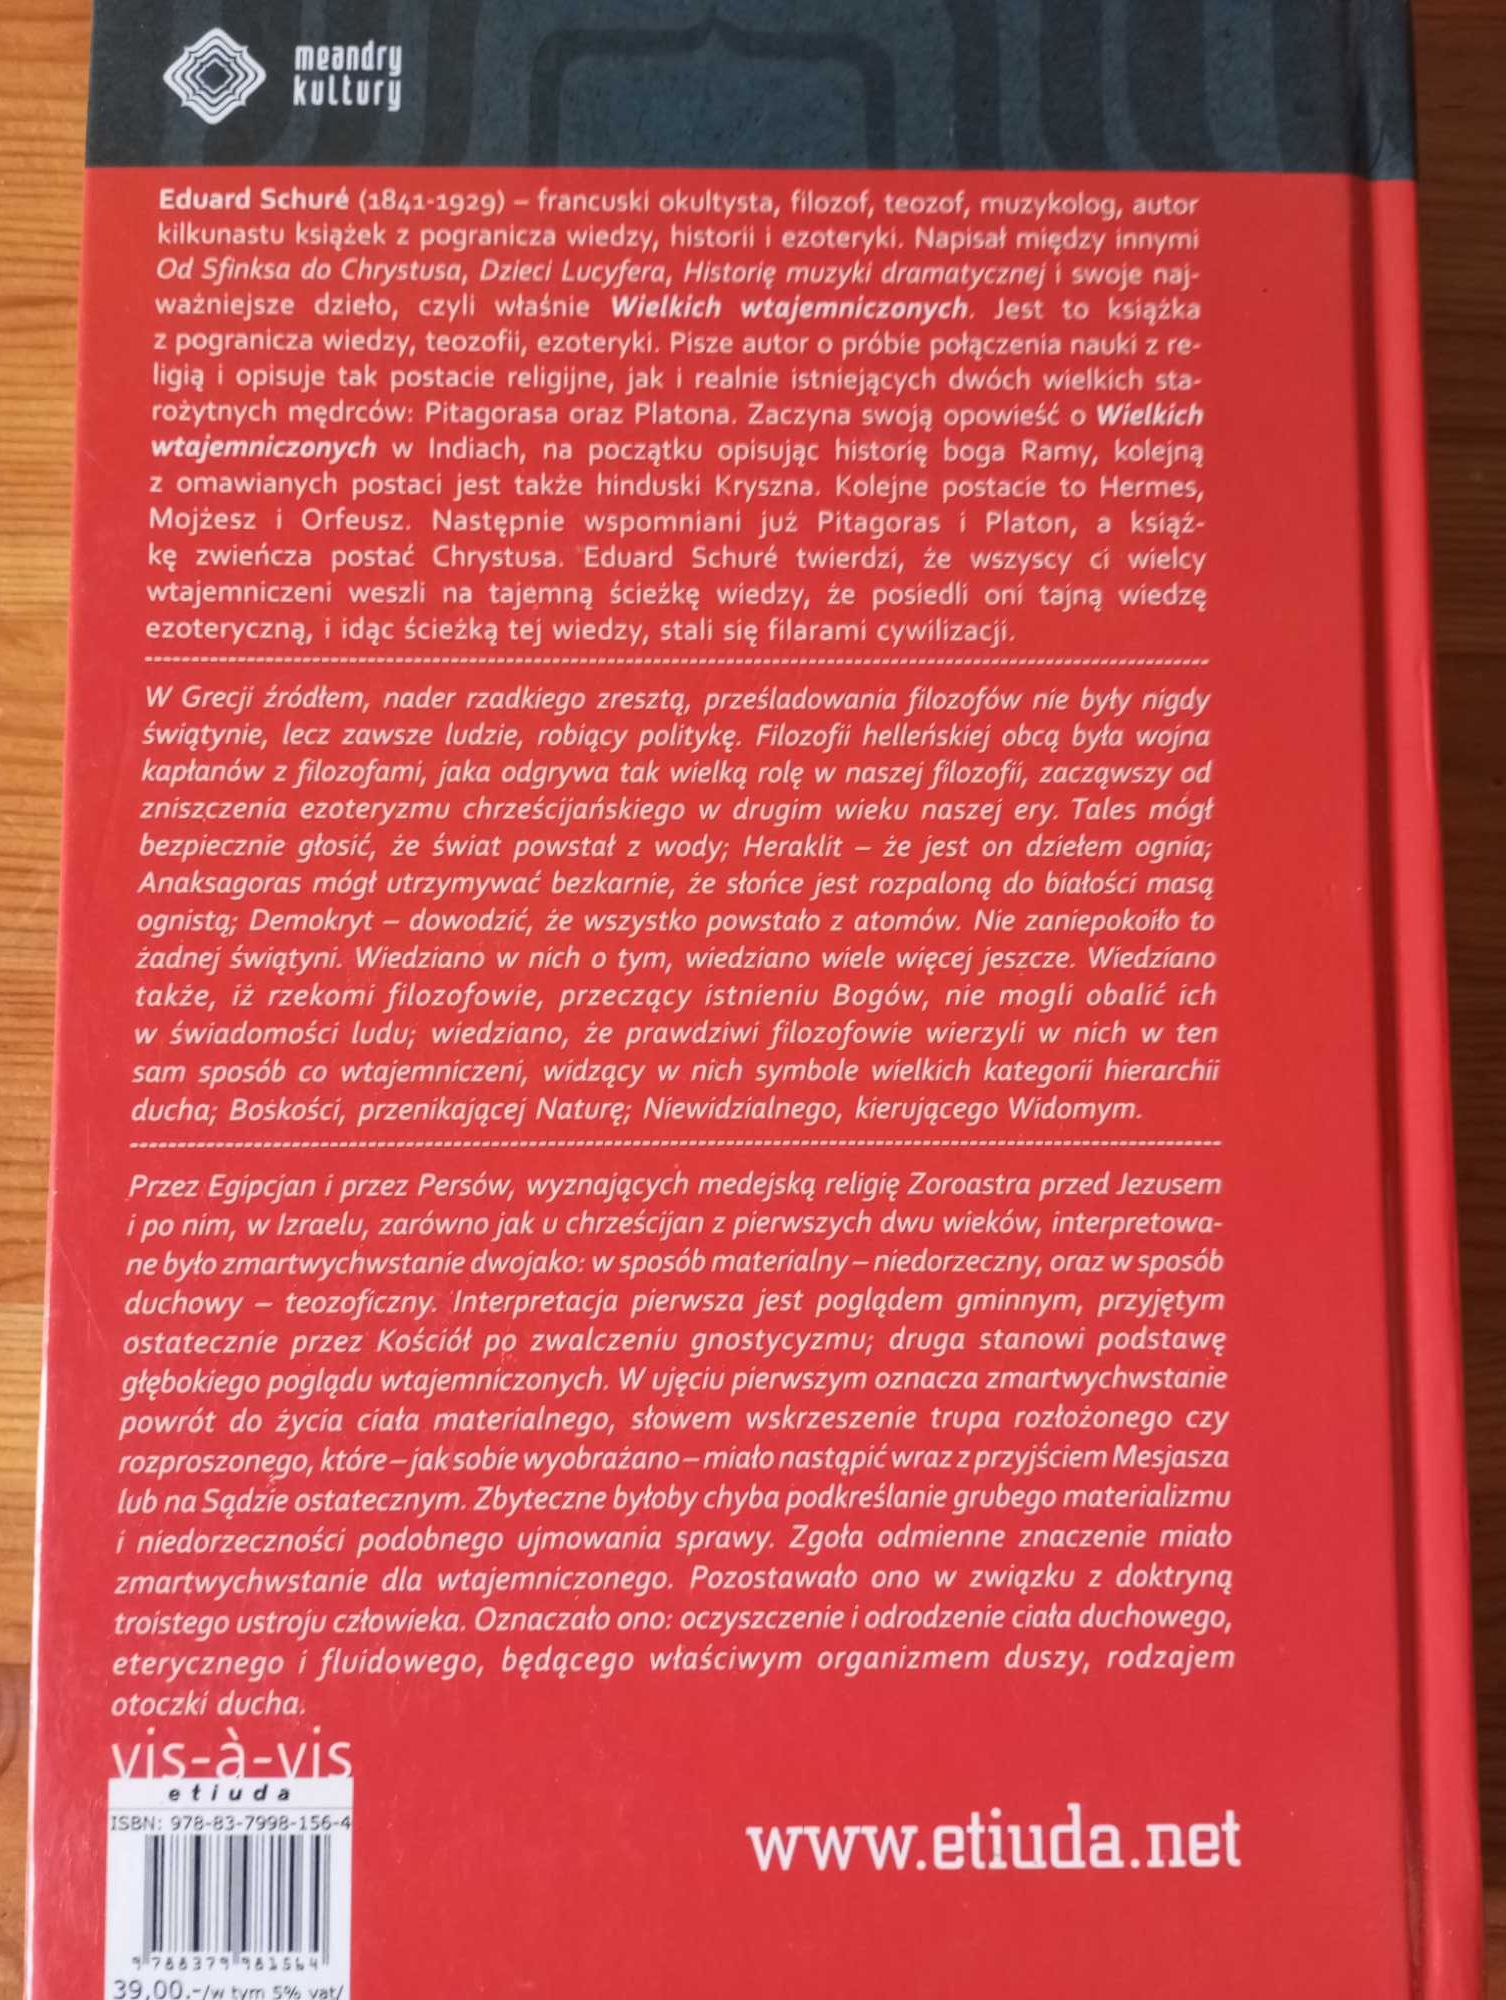 meandry
kultury
Eduard Schuré (1841-1929) – francuski okultysta, filozof, teozof, muzykolog, autor
kilkunastu książek z pogranicza wiedzy, historii i ezoteryki. Napisał między innymi
Od Sfinksa do Chrystusa, Dzieci Lucyfera, Historię muzyki dramatycznej i swoje naj-
ważniejsze dzieło, czyli właśnie Wielkich wtajemniczonych. Jest to książka
z pogranicza wiedzy, teozofii, ezoteryki. Pisze autor o próbie połączenia nauki z re-
ligią i opisuje tak postacie religijne, jak i realnie istniejących dwóch wielkich sta-
rożytnych mędrców: Pitagorasa oraz Platona. Zaczyna swoją opowieść o Wielkich
wtajemniczonych w Indiach, na początku opisując historię boga Ramy, kolejną
z omawianych postaci jest także hinduski Kryszna. Kolejne postacie to Hermes,
Mojżesz i Orfeusz. Następnie wspomniani już Pitagoras i Platon, a książ-
kę zwieńcza postać Chrystusa. Eduard Schuré twierdzi, że wszyscy ci wielcy
wtajemniczeni weszli na tajemną ścieżkę wiedzy, że posiedli oni tajną wiedzę
ezoteryczną, i idąc ścieżką tej wiedzy, stali się filarami cywilizacji.
W Grecji źródłem, nader rzadkiego zresztą, prześladowania filozofów nie były nigdy
świątynie, lecz zawsze ludzie, robiący politykę. Filozofii helleńskiej obcą była wojna
kapłanów z filozofami, jaka odgrywa tak wielką rolę w naszej filozofii, zacząwszy od
zniszczenia ezoteryzmu chrześcijańskiego w drugim wieku naszej ery. Tales mógł
bezpiecznie głosić, że świat powstał z wody; Heraklit – że jest on dziełem ognia;
Anaksagoras mógł utrzymywać bezkarnie, że słońce jest rozpaloną do białości masą
ognistą; Demokryt – dowodzić, że wszystko powstało z atomów. Nie zaniepokoiło to
żadnej świątyni. Wiedziano w nich o tym, wiedziano wiele więcej jeszcze. Wiedziano
także, iż rzekomi filozofowie, przeczący istnieniu Bogów, nie mogli obalić ich
w świadomości ludu; wiedziano, że prawdziwi filozofowie wierzyli w nich w ten
sam sposób co wtajemniczeni, widzący w nich symbole wielkich kategorii hierarchii
ducha; Boskości, przenikającej Naturę; Niewidzialnego, kierującego Widomym.
Przez Egipcjan i przez Persów, wyznających medejską religię Zoroastra przed Jezusem
i po nim, w Izraelu, zarówno jak u chrześcijan z pierwszych dwu wieków, interpretowa-
ne było zmartwychwstanie dwojako: w sposób materialny – niedorzeczny, oraz w sposób
duchowy – teozoficzny. Interpretacja pierwsza jest poglądem gminnym, przyjętym
ostatecznie przez Kościół po zwalczeniu gnostycyzmu; druga stanowi podstawę
głębokiego poglądu wtajemniczonych. W ujęciu pierwszym oznacza zmartwychwstanie
powrót do życia ciała materialnego, słowem wskrzeszenie trupa rozłożonego czy
rozproszonego, które – jak sobie wyobrażano – miało nastąpić wraz z przyjściem Mesjasza
lub na Sądzie ostatecznym. Zbyteczne byłoby chyba podkreślanie grubego materializmu
i niedorzeczności podobnego ujmowania sprawy. Zgoła odmienne znaczenie miało
zmartwychwstanie dla wtajemniczonego. Pozostawało ono w związku z doktryną
troistego ustroju człowieka. Oznaczało ono: oczyszczenie i odrodzenie ciała duchowego,
eterycznego i fluidowego, będącego właściwym organizmem duszy, rodzajem
otoczki ducha.
vis-à-vis
etiuda
ISBN: 978-83-7998-156-4
9 788379 981564
39,00.-/w tym 5% vat/
www.etiuda.net